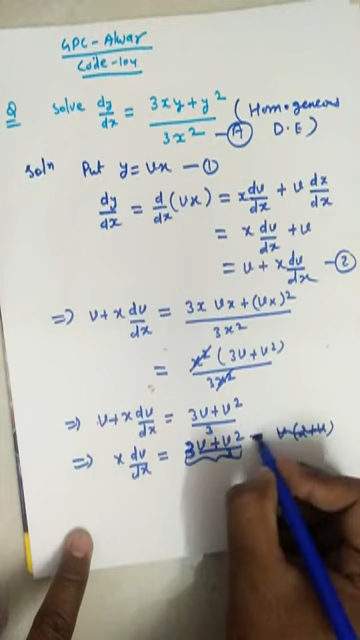 GPC-Alwar
Code-104
Q Solve dy/dx = (3xy + y²)/3x² — (A) (Homogeneous D.E)
Soln Put y = vx — (1)
dy/dx = d/dx (vx) = x dv/dx + v dx/dx
= x dv/dx + v
= v + x dv/dx — (2)
⇒ v + x dv/dx = (3x vx + (vx)²)/3x²
= x² (3v + v²)/3x²
⇒ v + x dv/dx = (3v + v²)/3
⇒ x dv/dx = 3v + v² -